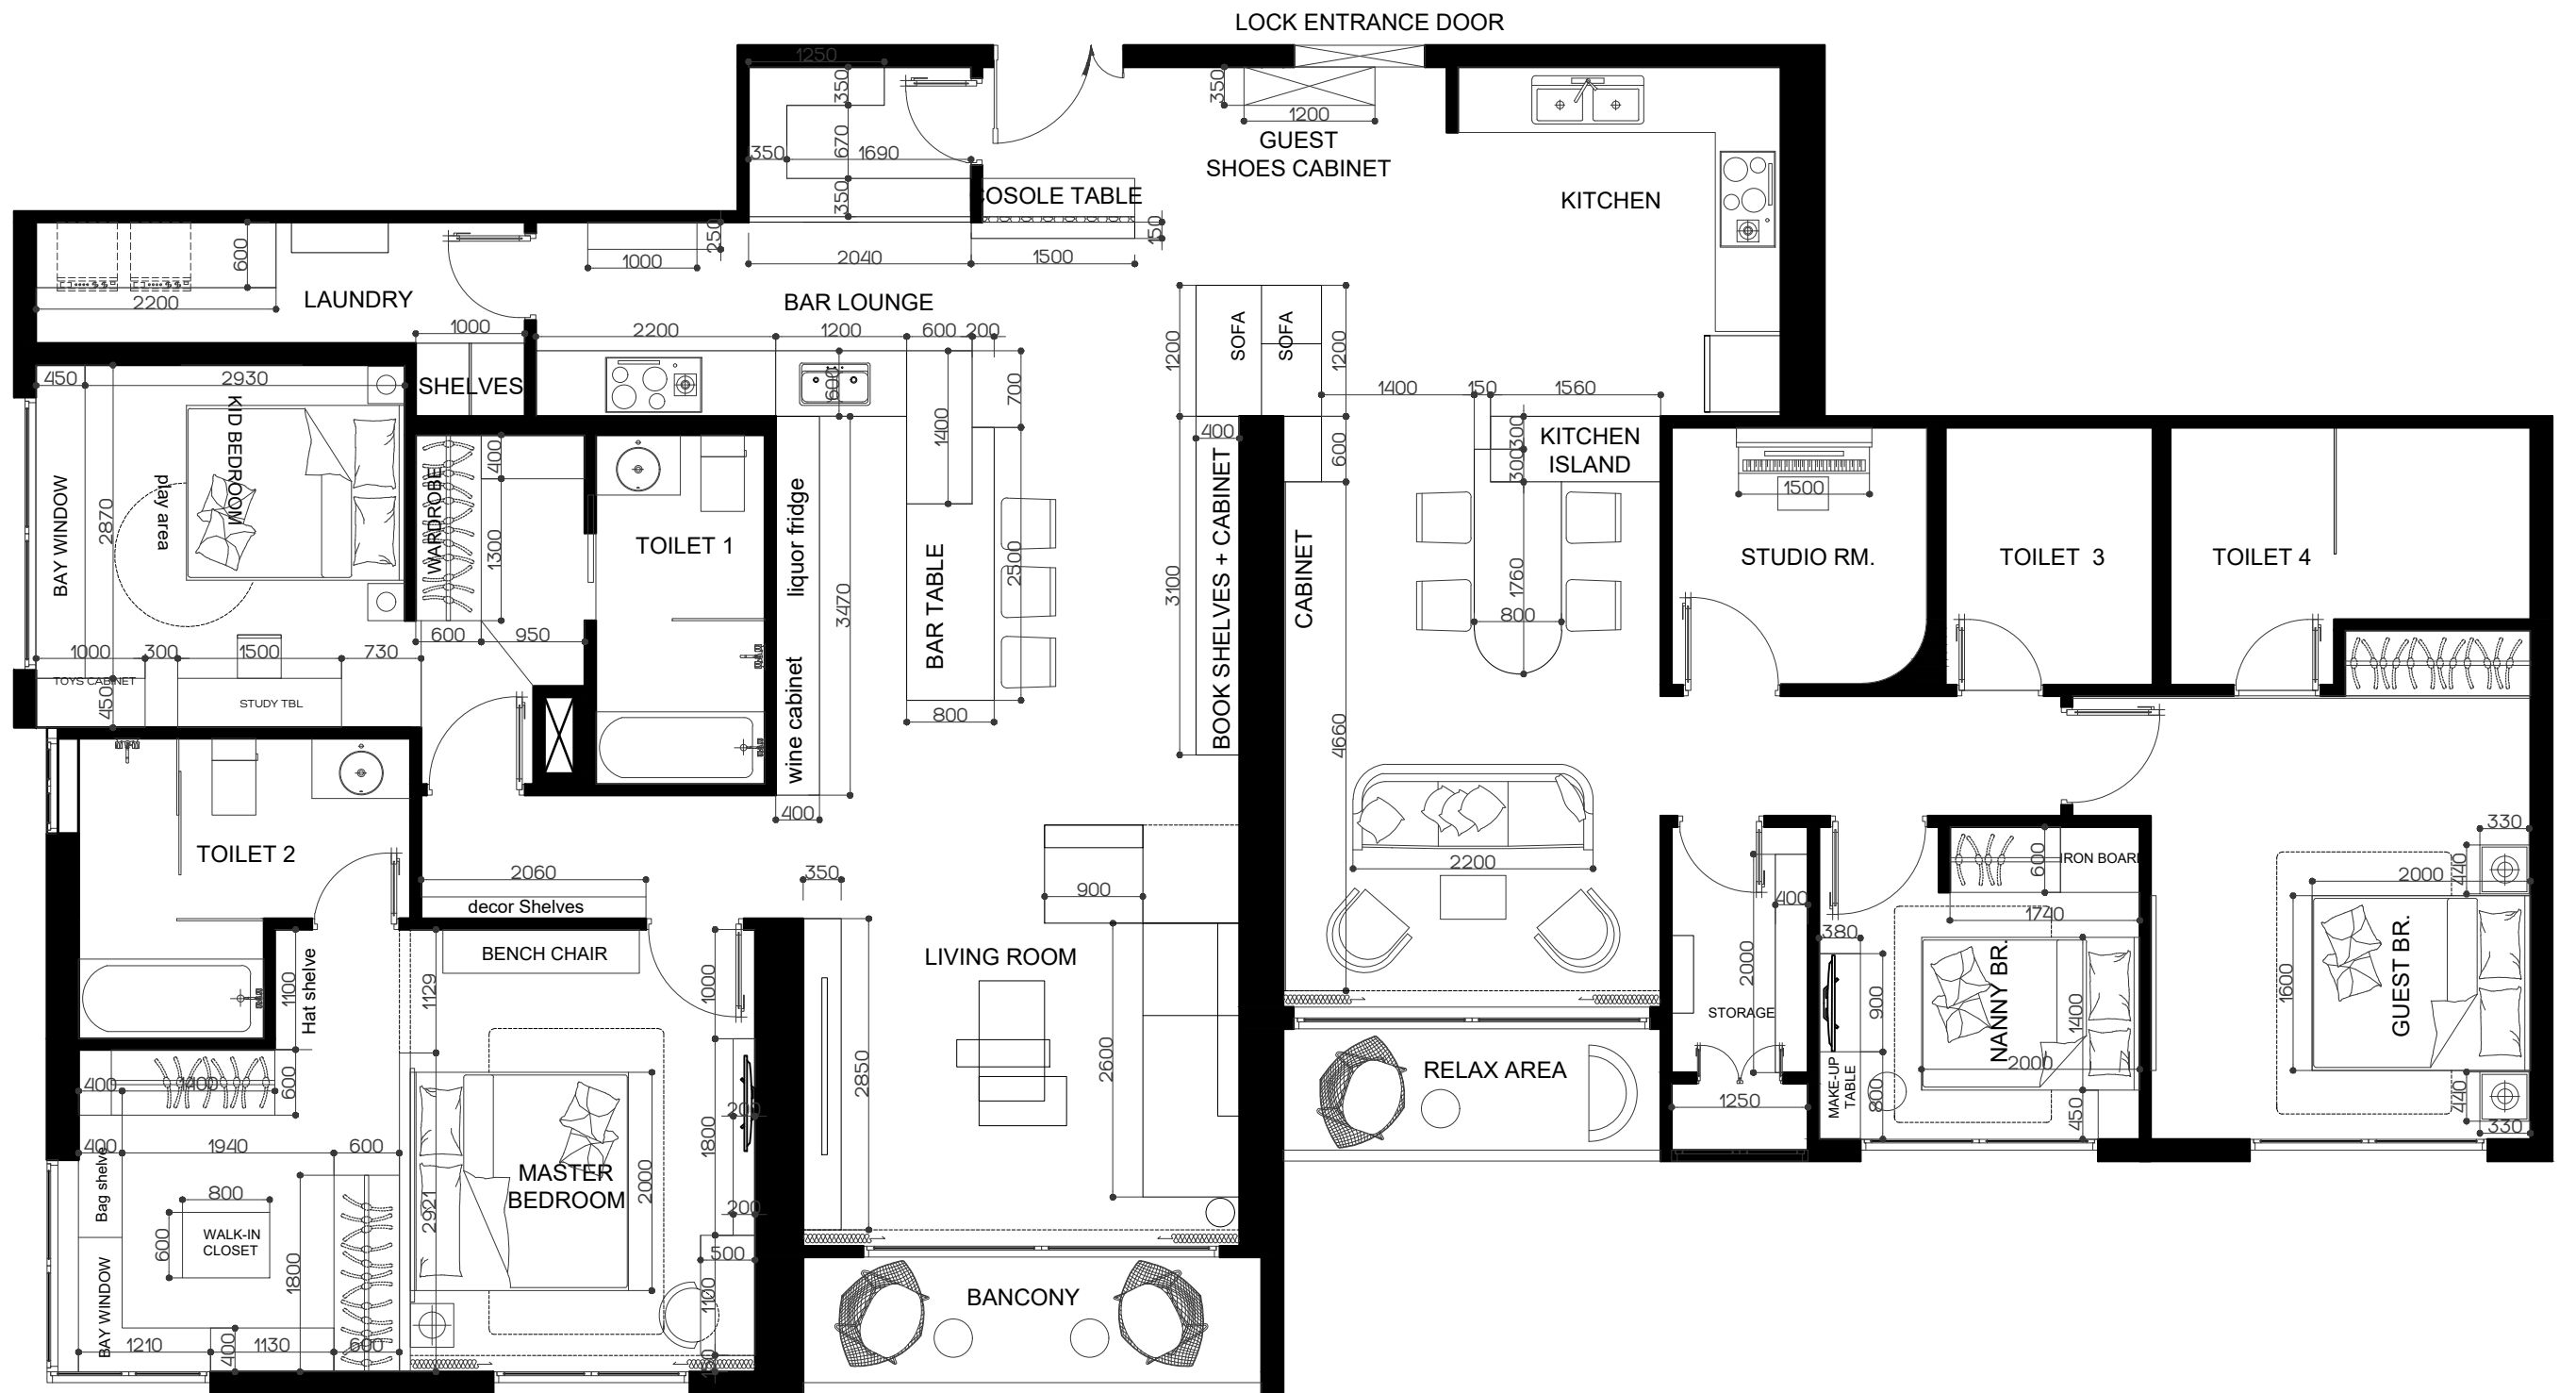 LOCK ENTRANCE DOOR
1250
350
350
1200
GUEST
SHOES CABINET
350
670
1690
350
COSOLE TABLE
KITCHEN
600
2200
LAUNDRY
1000
250
2040
1500
150
BAR LOUNGE
1000
2200
1200
600
200
SHELVES
600
700
1400
1200
SOFA
SOFA
1200
1400
150
1560
450
2930
KID BEDROOM
play area
BAY WINDOW
2870
WARDROBE
400
1300
600
950
TOILET 1
liquor fridge
wine cabinet
3470
400
BAR TABLE
2500
800
400
3100
BOOK SHELVES + CABINET
600
CABINET
4660
300
300
KITCHEN
ISLAND
1760
800
1500
STUDIO RM.
TOILET 3
TOILET 4
1000
300
1500
730
TOYS CABINET
450
STUDY TBL
TOILET 2
2060
decor Shelves
350
900
2200
BENCH CHAIR
LIVING ROOM
Hat shelve
1100
1129
1000
2850
2600
RELAX AREA
400
2000
STORAGE
1250
600
IRON BOARD
1740
380
900
MAKE-UP
TABLE
800
NANNY BR.
1400
2000
450
330
440
2000
1600
GUEST BR.
440
330
400
1400
600
400
1940
600
Bag shelve
800
600
WALK-IN
CLOSET
BAY WINDOW
1800
1210
400
1130
600
MASTER
BEDROOM
2921
2000
200
1800
200
500
1100
BANCONY